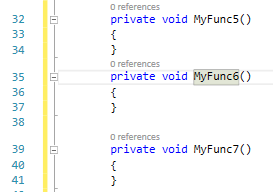 0 references
32 private void MyFunc5()
33 {
34 }
0 references
35 private void MyFunc6()
36 {
37 }
38
0 references
39 private void MyFunc7()
40 {
41 }